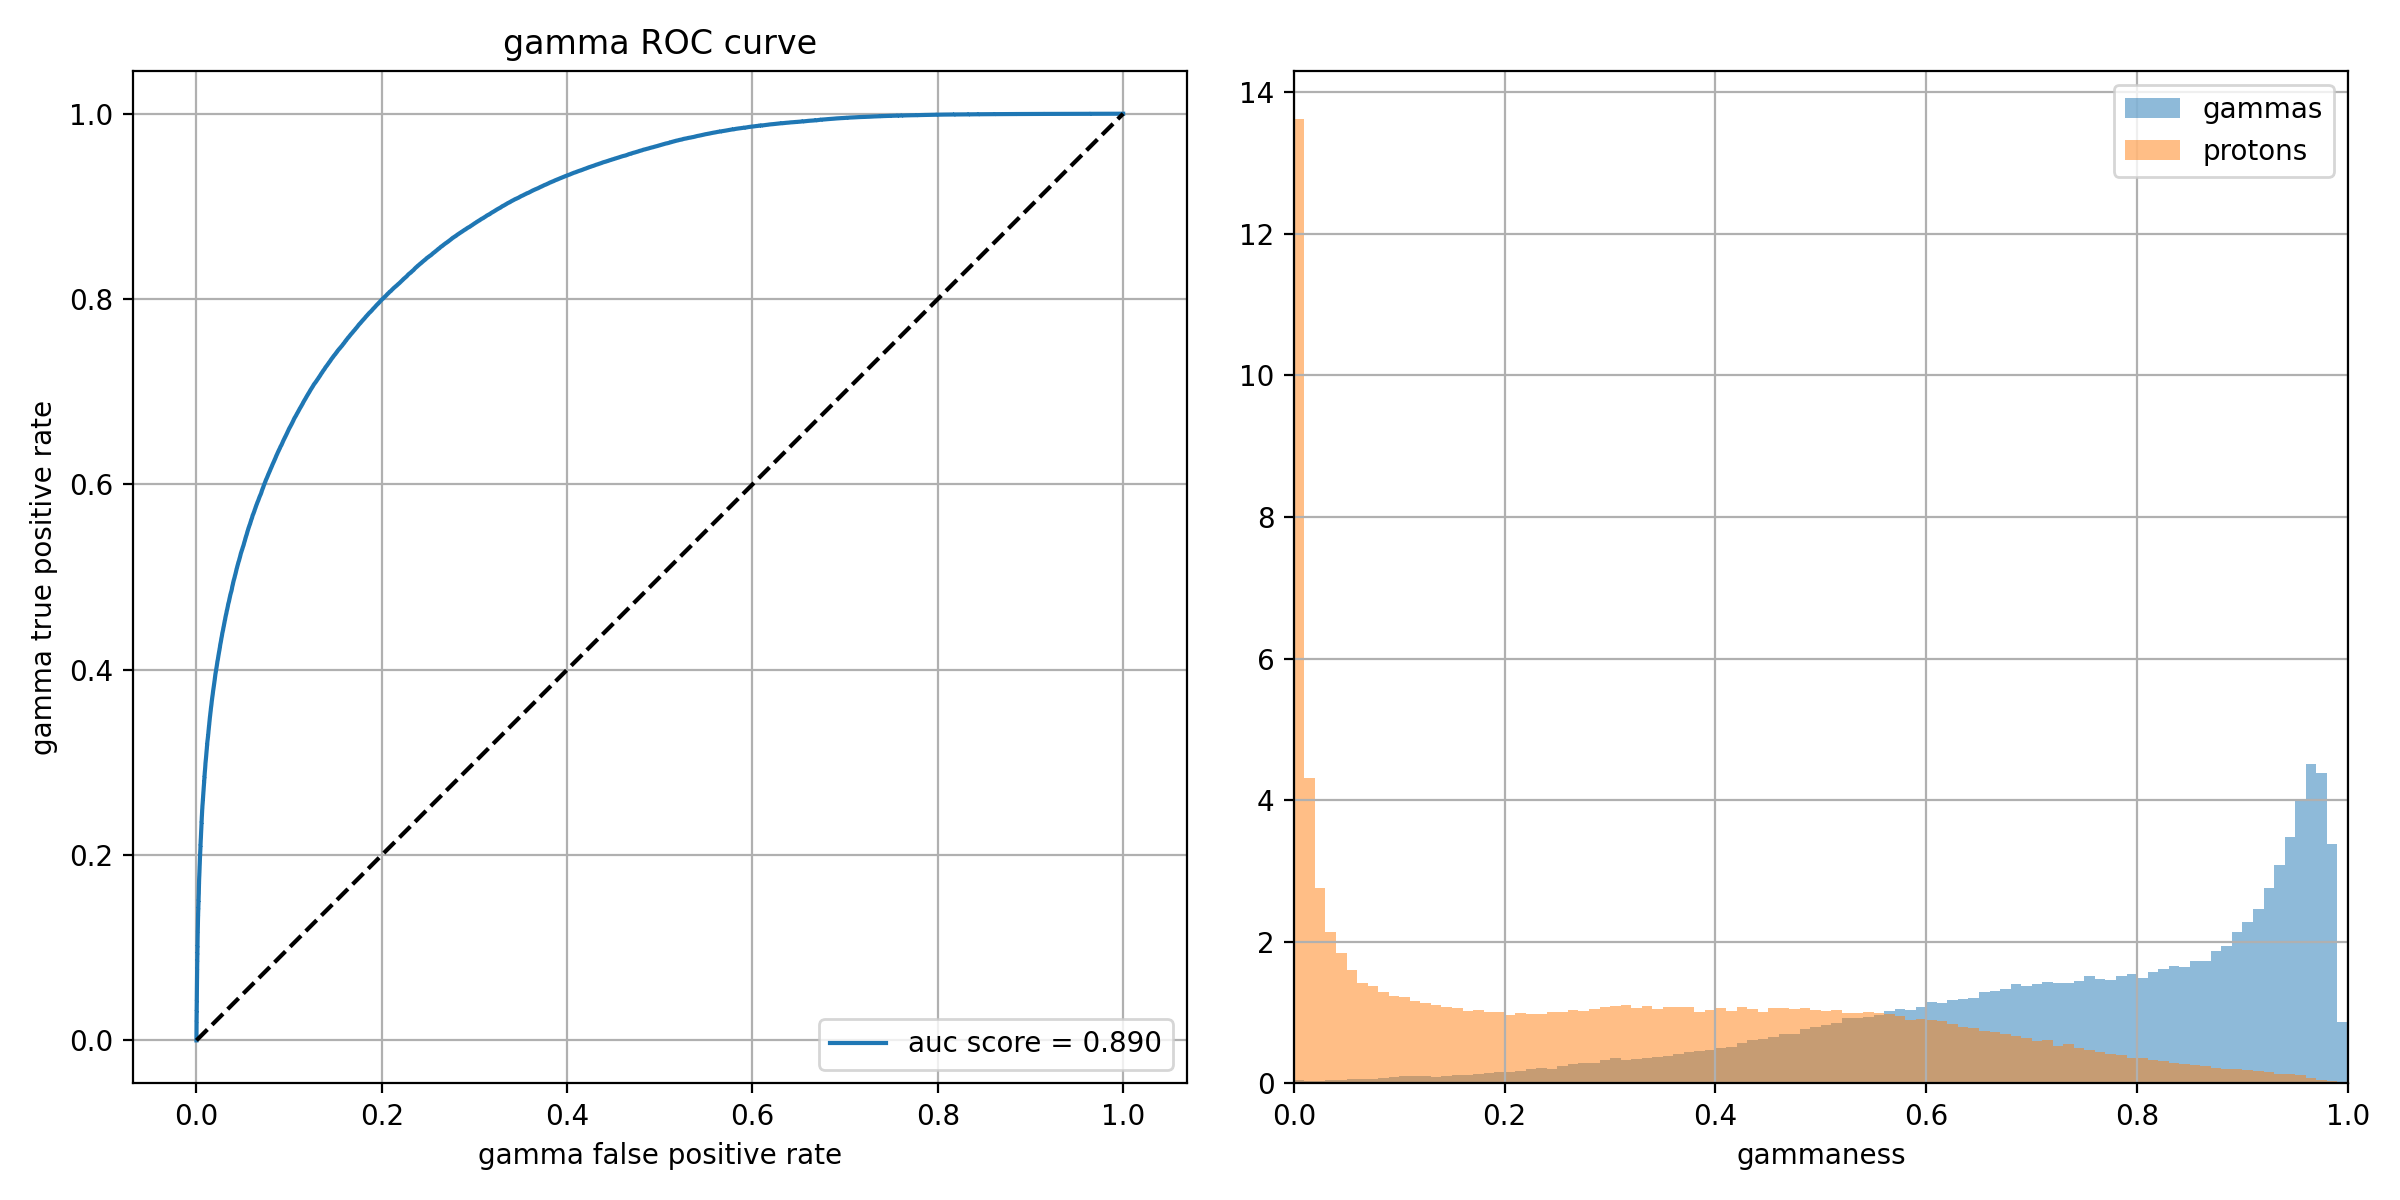 gamma ROC curve
gamma true positive rate
1.0
0.8
0.6
0.4
0.2
0.0
0.0 0.2 0.4 0.6 0.8 1.0
gamma false positive rate
auc score = 0.890
14
12
10
8
6
4
2
0
0.0 0.2 0.4 0.6 0.8 1.0
gammaness
gammas
protons